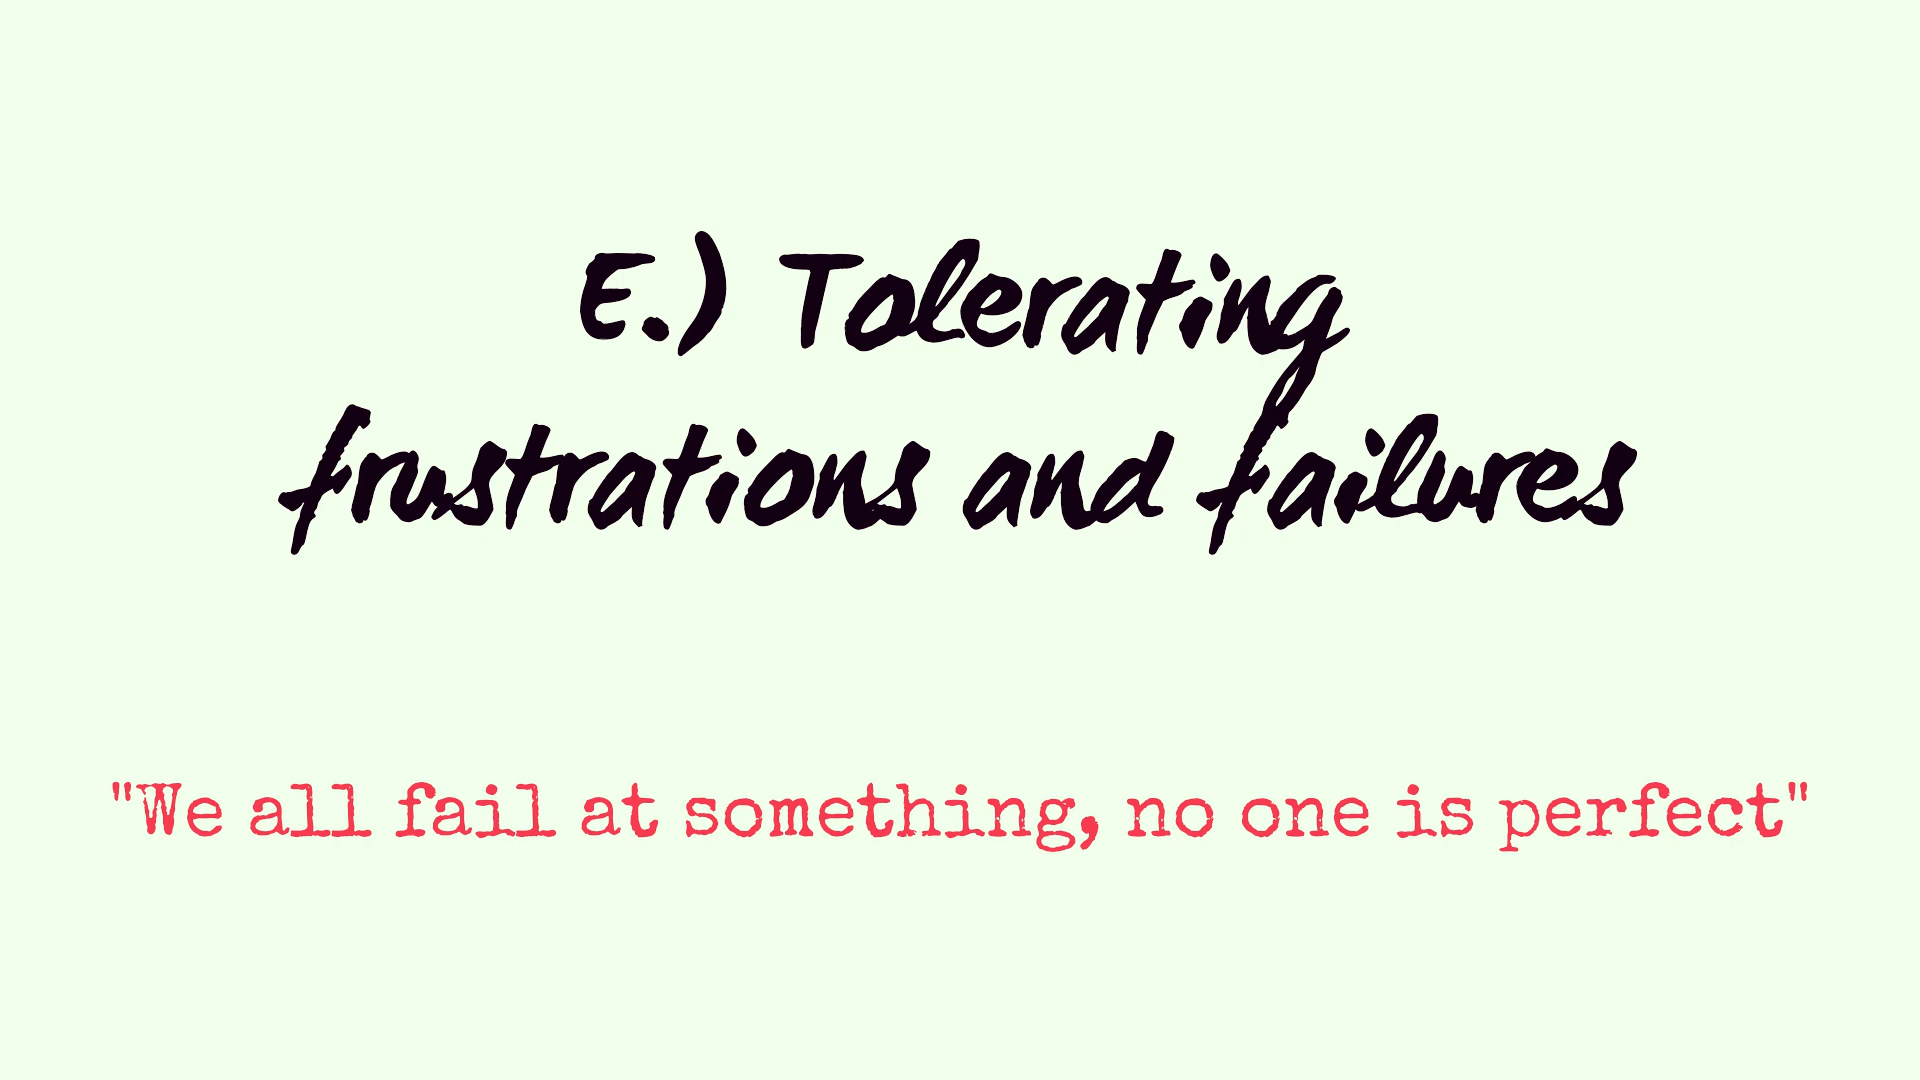 E.) Tolerating
frustrations and failures
"We all fail at something, no one is perfect"